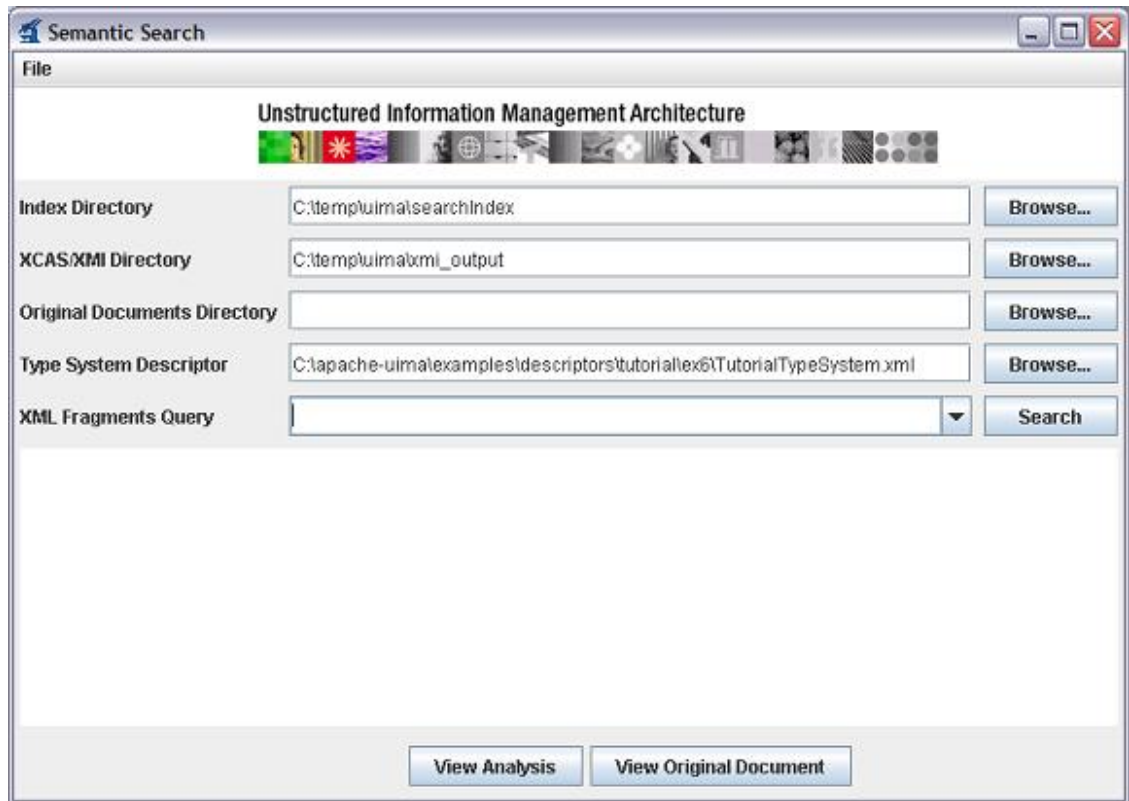 Semantic Search
File
Unstructured Information Management Architecture
Index Directory C:\temp\uima\searchIndex Browse...
XCAS/XMI Directory C:\temp\uima\xmi_output Browse...
Original Documents Directory Browse...
Type System Descriptor C:\apache-uima\examples\descriptors\tutorial\ex6\TutorialTypeSystem.xml Browse...
XML Fragments Query Search
View Analysis View Original Document